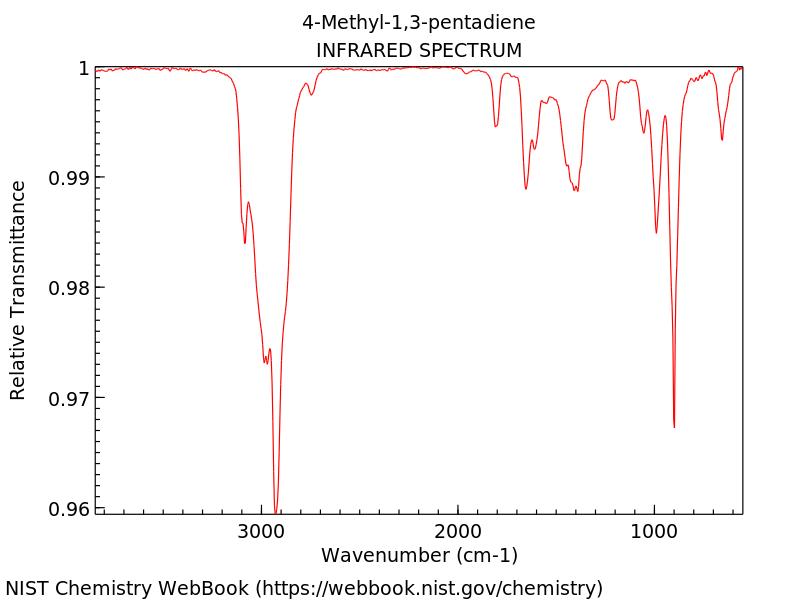 4-Methyl-1,3-pentadiene
INFRARED SPECTRUM
1
0.99
0.98
0.97
0.96
Relative Transmittance
3000 2000 1000
Wavenumber (cm-1)
NIST Chemistry WebBook (https://webbook.nist.gov/chemistry)